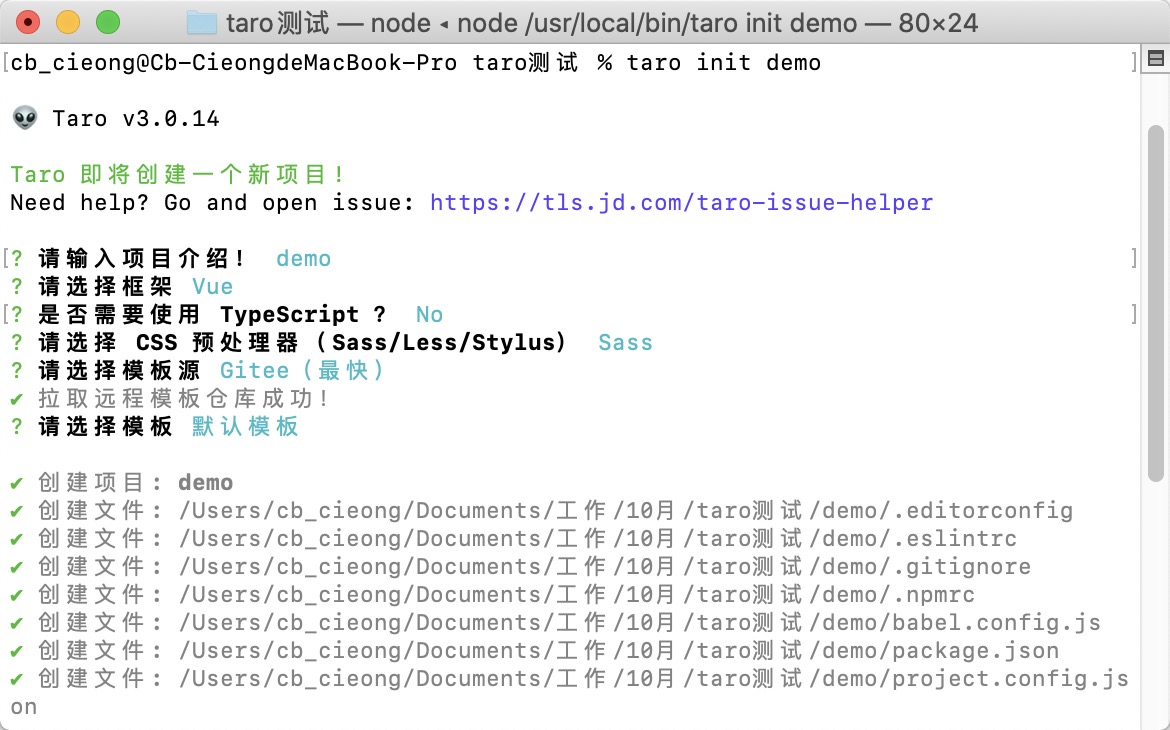 taro测试 — node ◂ node /usr/local/bin/taro init demo — 80×24
[cb_cieong@Cb-CieongdeMacBook-Pro taro测试 % taro init demo ]
👽 Taro v3.0.14
Taro 即将创建一个新项目!
Need help? Go and open issue: https://tls.jd.com/taro-issue-helper
[? 请输入项目介绍! demo ]
? 请选择框架 Vue
[? 是否需要使用 TypeScript ? No ]
? 请选择 CSS 预处理器（Sass/Less/Stylus） Sass
? 请选择模板源 Gitee（最快）
✔ 拉取远程模板仓库成功!
? 请选择模板 默认模板
✔ 创建项目: demo
✔ 创建文件: /Users/cb_cieong/Documents/工作/10月/taro测试/demo/.editorconfig
✔ 创建文件: /Users/cb_cieong/Documents/工作/10月/taro测试/demo/.eslintrc
✔ 创建文件: /Users/cb_cieong/Documents/工作/10月/taro测试/demo/.gitignore
✔ 创建文件: /Users/cb_cieong/Documents/工作/10月/taro测试/demo/.npmrc
✔ 创建文件: /Users/cb_cieong/Documents/工作/10月/taro测试/demo/babel.config.js
✔ 创建文件: /Users/cb_cieong/Documents/工作/10月/taro测试/demo/package.json
✔ 创建文件: /Users/cb_cieong/Documents/工作/10月/taro测试/demo/project.config.js
on